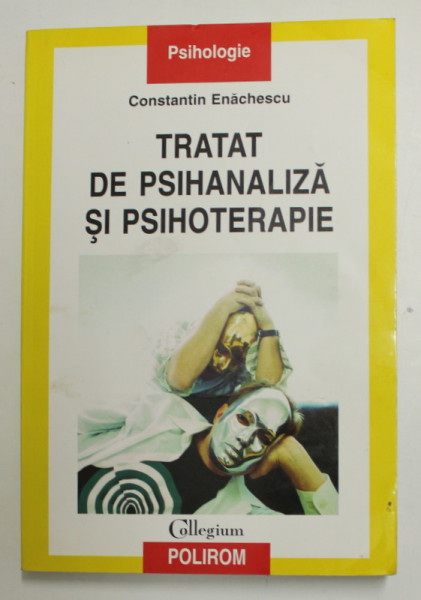 Psihologie
Constantin Enăchescu
TRATAT
DE PSIHANALIZĂ
ŞI PSIHOTERAPIE
Collegium
POLIROM